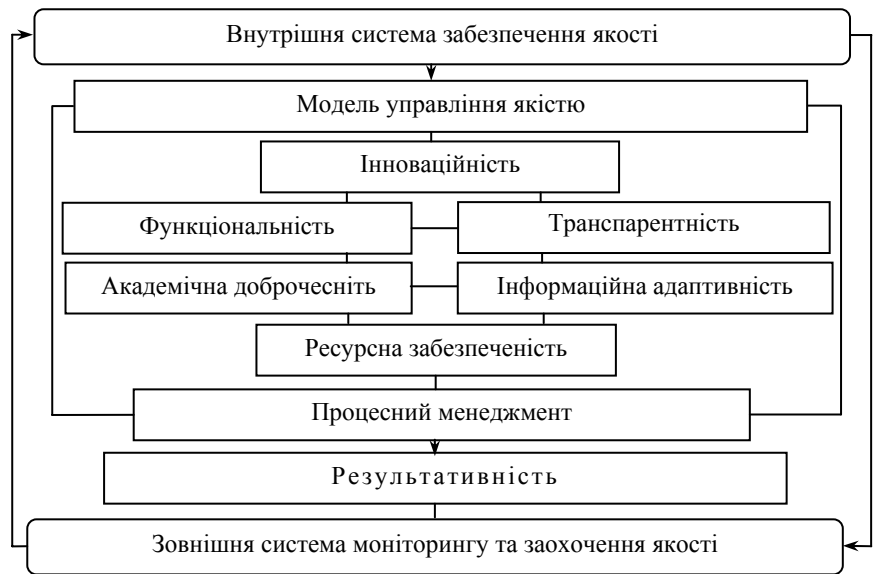 Внутрішня система забезпечення якості
Модель управління якістю
Інноваційність
Функціональність
Транспарентність
Академічна доброчесніть
Інформаційна адаптивність
Ресурсна забезпеченість
Процесний менеджмент
Результативність
Зовнішня система моніторингу та заохочення якості